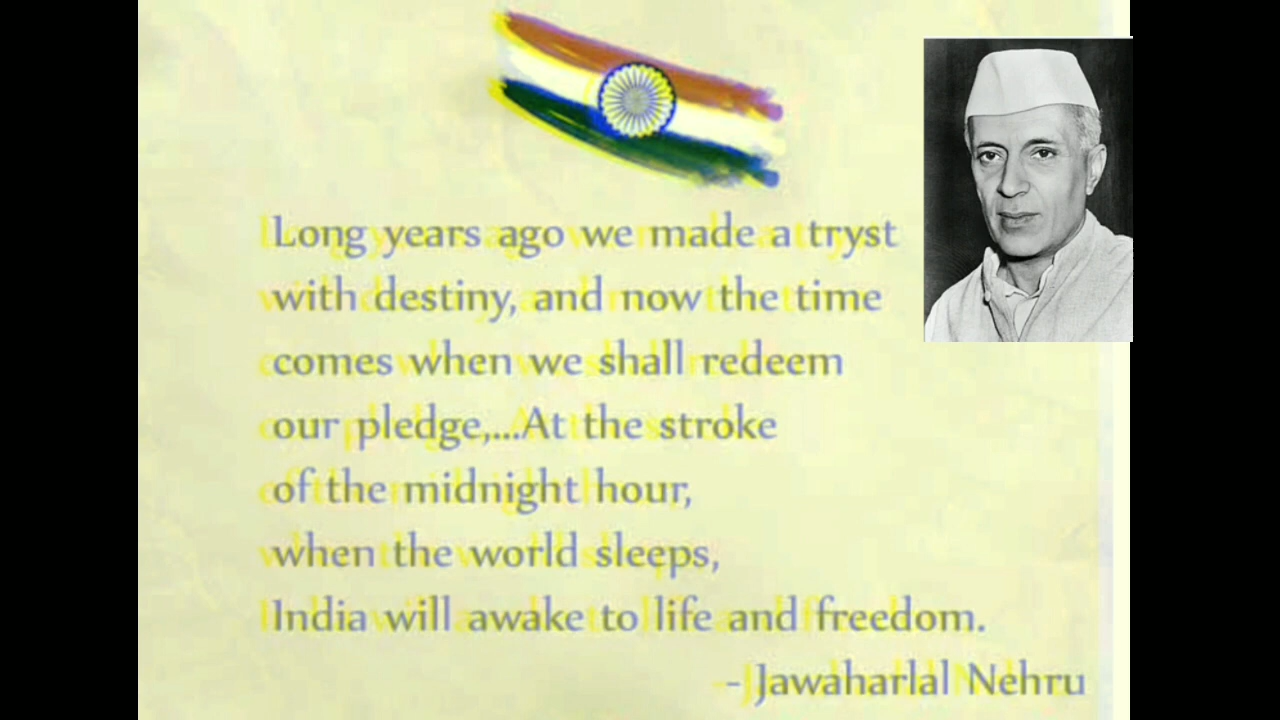 Long years ago we made a tryst
with destiny, and now the time
comes when we shall redeem
our pledge,...At the stroke
of the midnight hour,
when the world sleeps,
India will awake to life and freedom.
- Jawaharlal Nehru